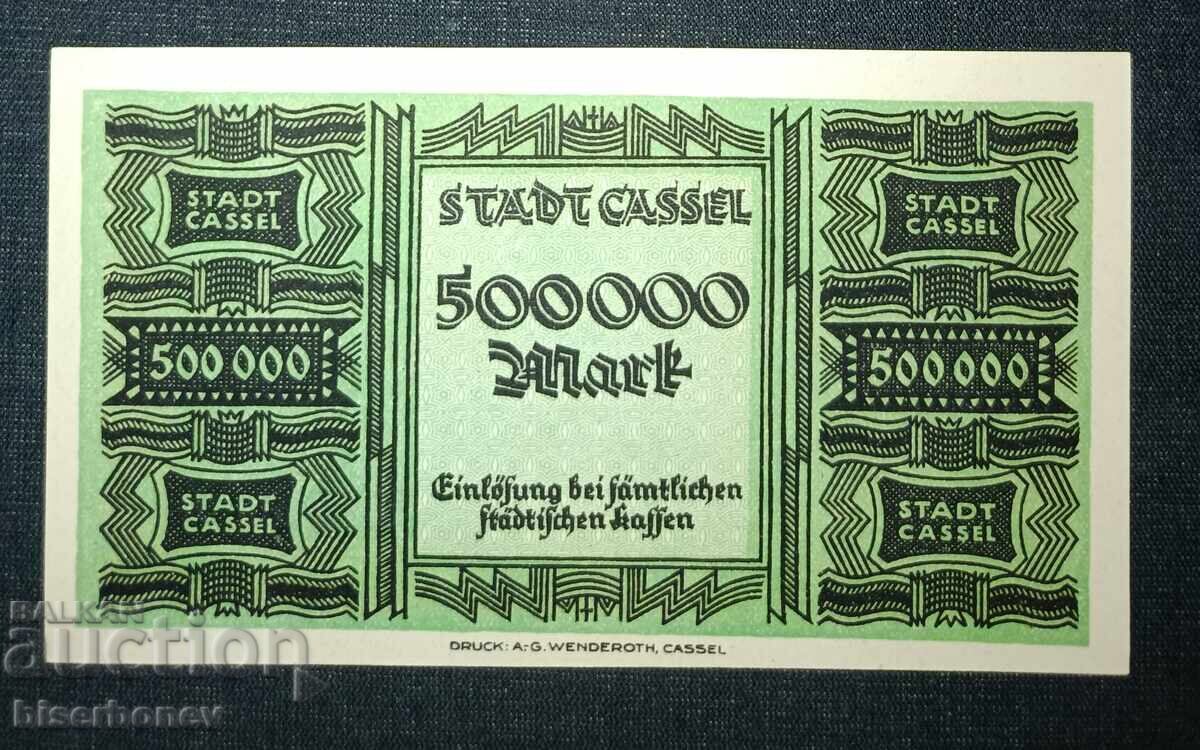 STADT
CASSEL
500 000
STADT
CASSEL
STADT CASSEL
500000
Mark
Einlösung bei sämtlichen
städtischen Kassen
STADT
CASSEL
500 000
STADT
CASSEL
DRUCK: A.-G. WENDEROTH, CASSEL
BALKAN
auction
biserbonev